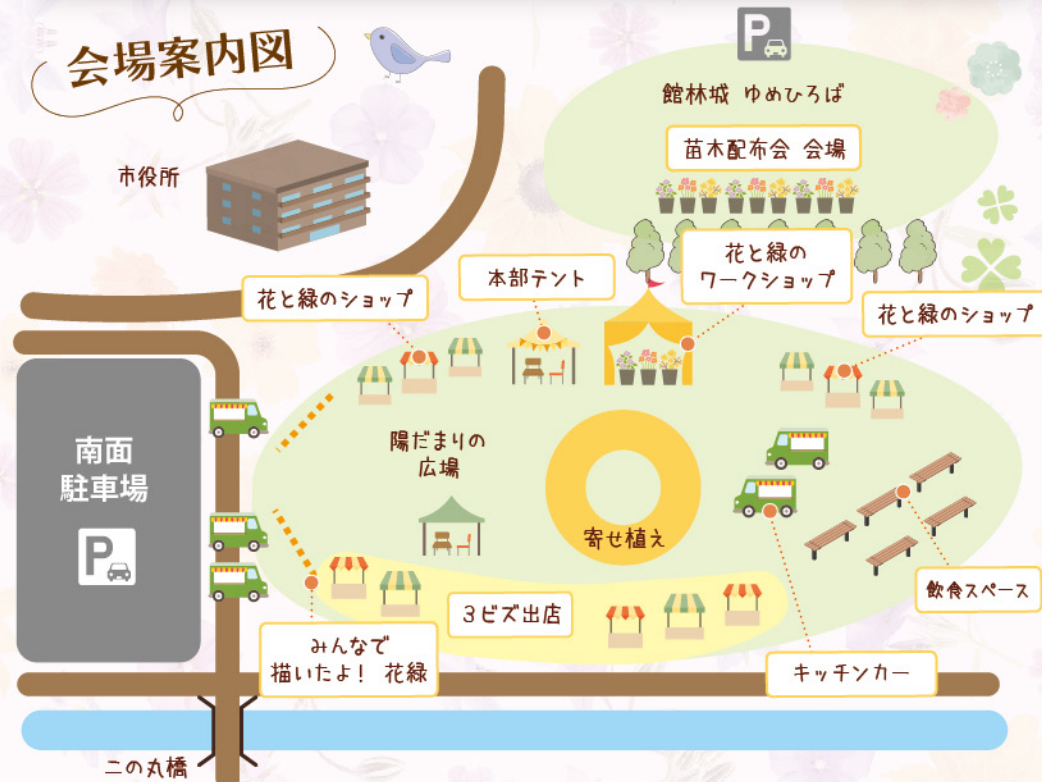 会場案内図
P
館林城 ゆめひろば
苗木配布会 会場
市役所
花と緑の
ワークショップ
本部テント
花と緑のショップ
花と緑のショップ
南面
駐車場
P
陽だまりの
広場
寄せ植え
飲食スペース
3ビズ出店
みんなで
描いたよ! 花緑
キッチンカー
二の丸橋